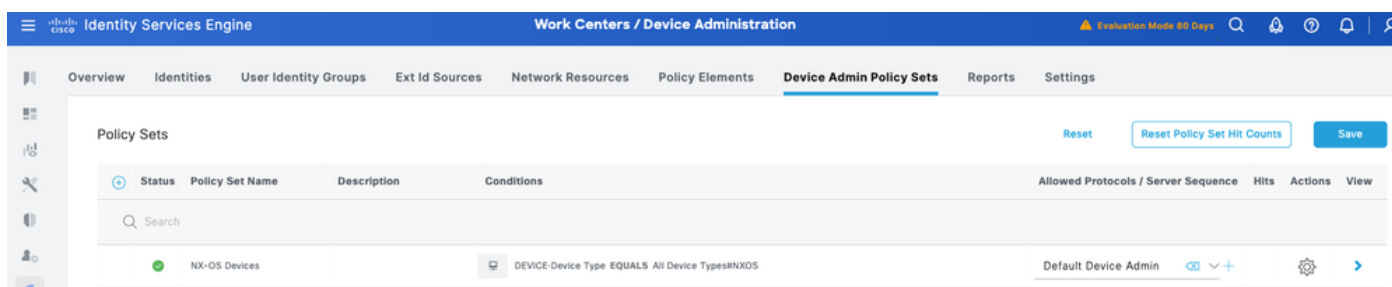 cisco Identity Services Engine Work Centers / Device Administration Evaluation Mode 80 Days
Overview Identities User Identity Groups Ext Id Sources Network Resources Policy Elements Device Admin Policy Sets Reports Settings
Policy Sets Reset Reset Policy Set Hit Counts Save
Status Policy Set Name Description Conditions Allowed Protocols / Server Sequence Hits Actions View
Search
NX-OS Devices DEVICE-Device Type EQUALS All Device Types#NXOS Default Device Admin